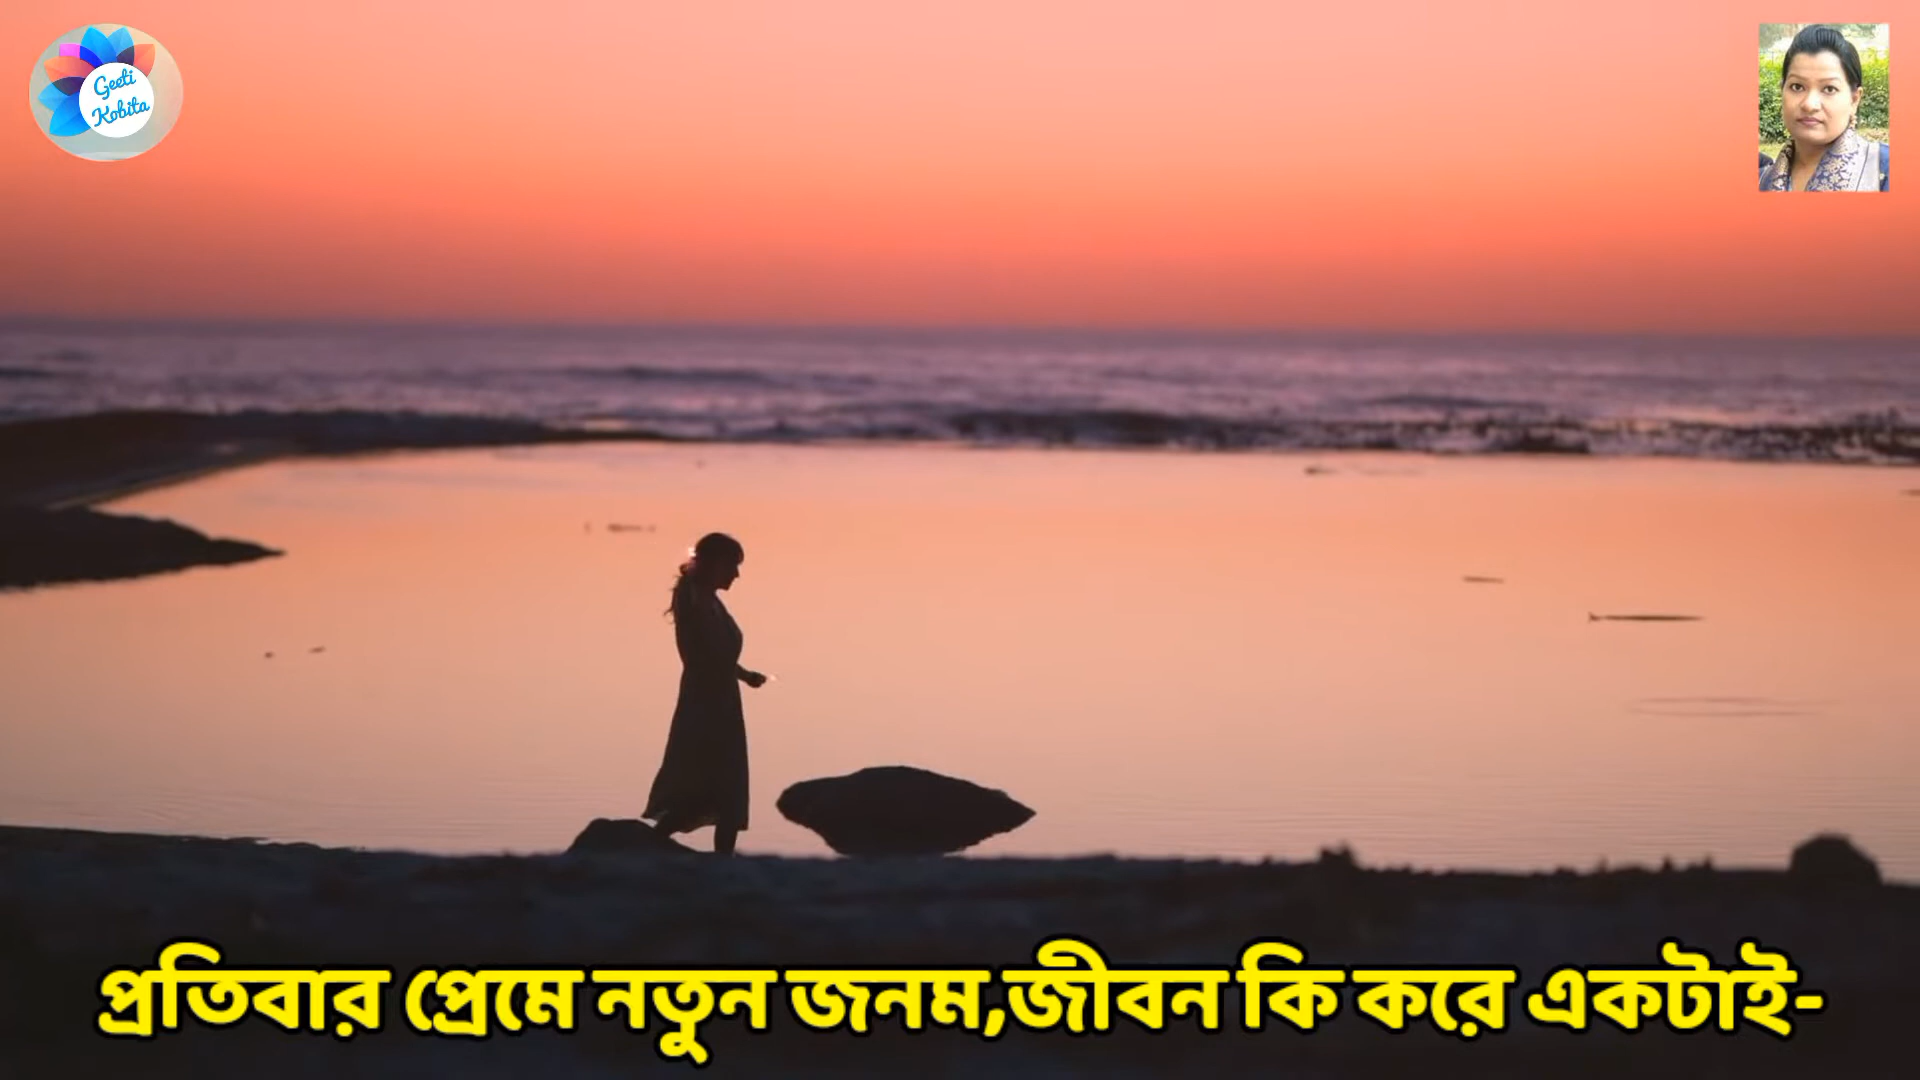 Geeti
Kobita
প্রতিবার প্রেমে নতুন জনম,জীবন কি করে একটাই-